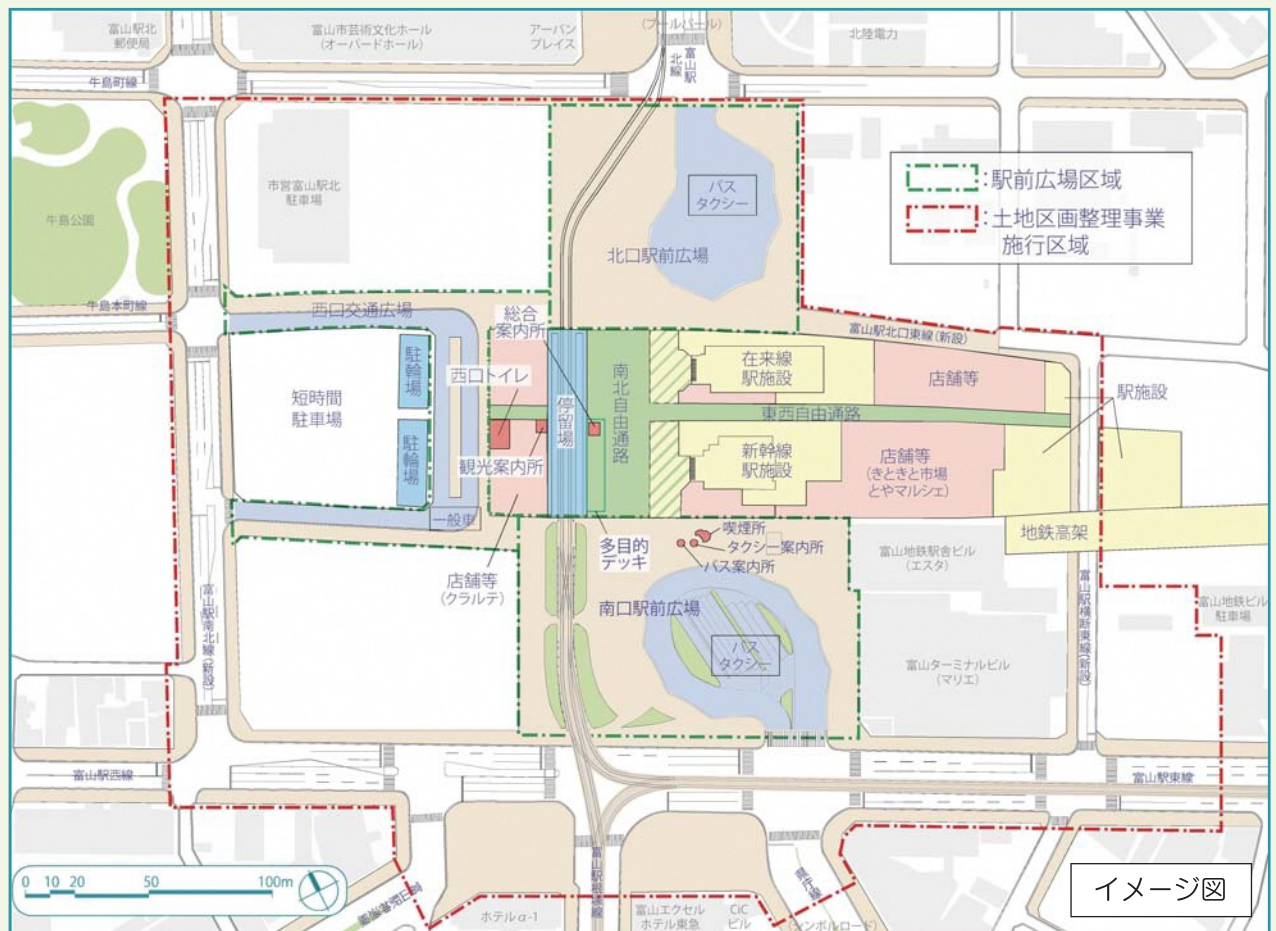 富山駅北
郵便局
富山市芸術文化ホール
(オーバードホール)
アーバン
プレイス
(ブールバール)
富山駅
北線
北陸電力
牛島町線
牛島公園
市営富山駅北
駐車場
バス
タクシー
北口駅前広場
:駅前広場区域
:土地区画整理事業
施行区域
牛島本町線
西口交通広場
総合
案内所
富山駅北口東線(新設)
駐輪場
短時間
駐車場
駐輪場
西口トイレ
停留場
南北自由通路
在来線
駅施設
店舗等
駅施設
東西自由通路
観光案内所
新幹線
駅施設
店舗等
(きときと市場
とやマルシェ)
一般車
地鉄高架
店舗等
(クラルテ)
多目的
デッキ
喫煙所
タクシー案内所
バス案内所
南口駅前広場
バス
タクシー
富山地鉄駅舎ビル
(エスタ)
富山駅南北線(新設)
富山駅横断東線(新設)
富山地鉄ビル
駐車場
富山ターミナルビル
(マリエ)
富山駅西線
富山駅東線
0 10 20 50 100m
富山駅根塚線
県庁線
(シンボルロード)
ホテルα-1
富山エクセル
ホテル東急
CiC
ビル
イメージ図